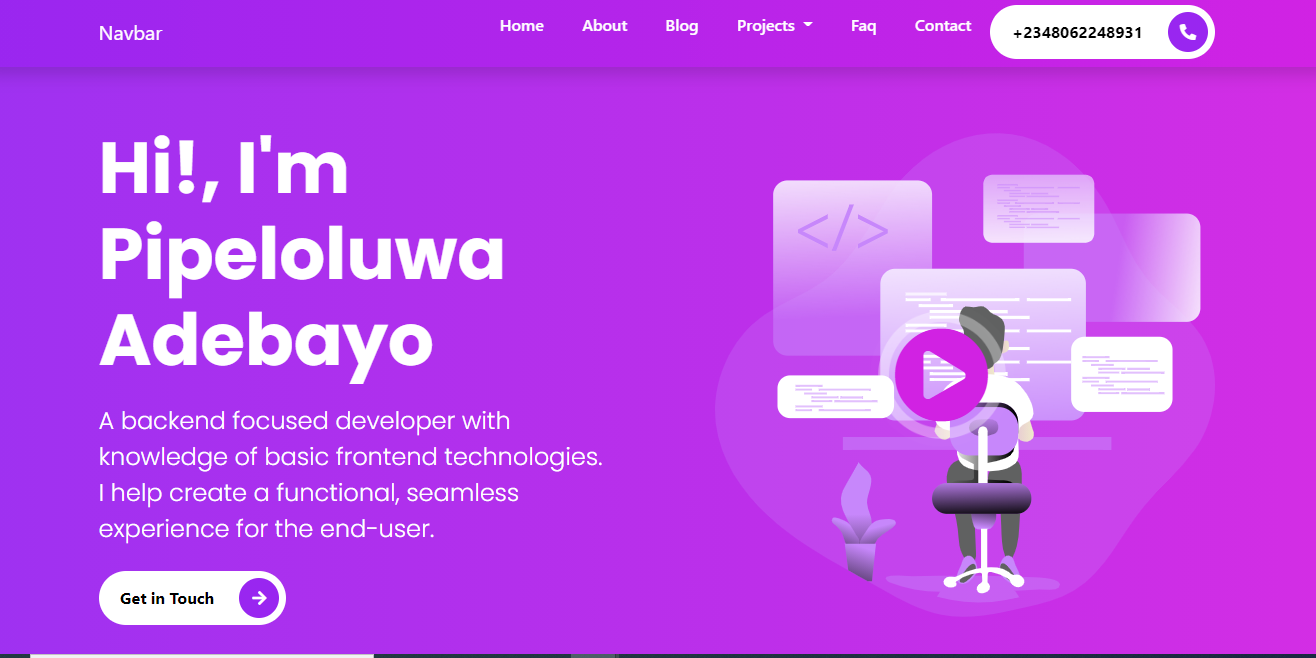 Navbar
Home
About
Blog
Projects
Faq
Contact
+2348062248931
Hi!, I'm
Pipeloluwa
Adebayo
A backend focused developer with
knowledge of basic frontend technologies.
I help create a functional, seamless
experience for the end-user.
Get in Touch
</>